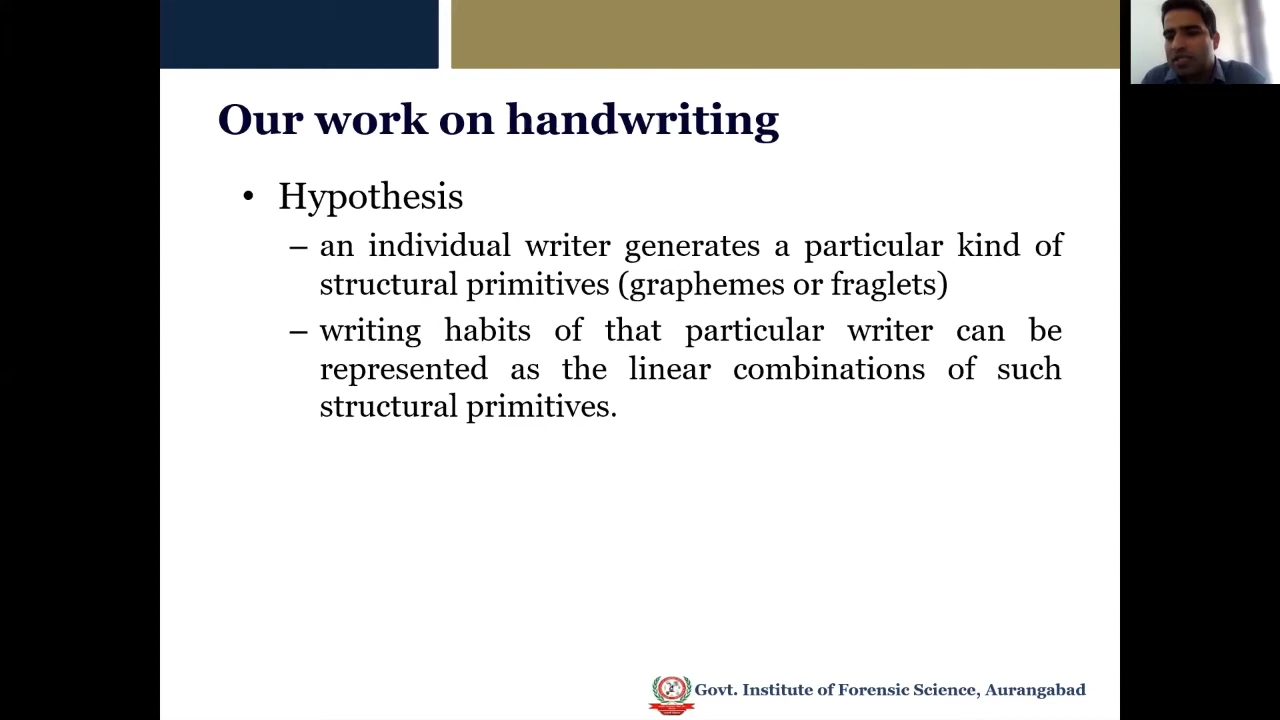 Our work on handwriting
• Hypothesis
– an individual writer generates a particular kind of
structural primitives (graphemes or fraglets)
– writing habits of that particular writer can be
represented as the linear combinations of such
structural primitives.
Govt. Institute of Forensic Science, Aurangabad